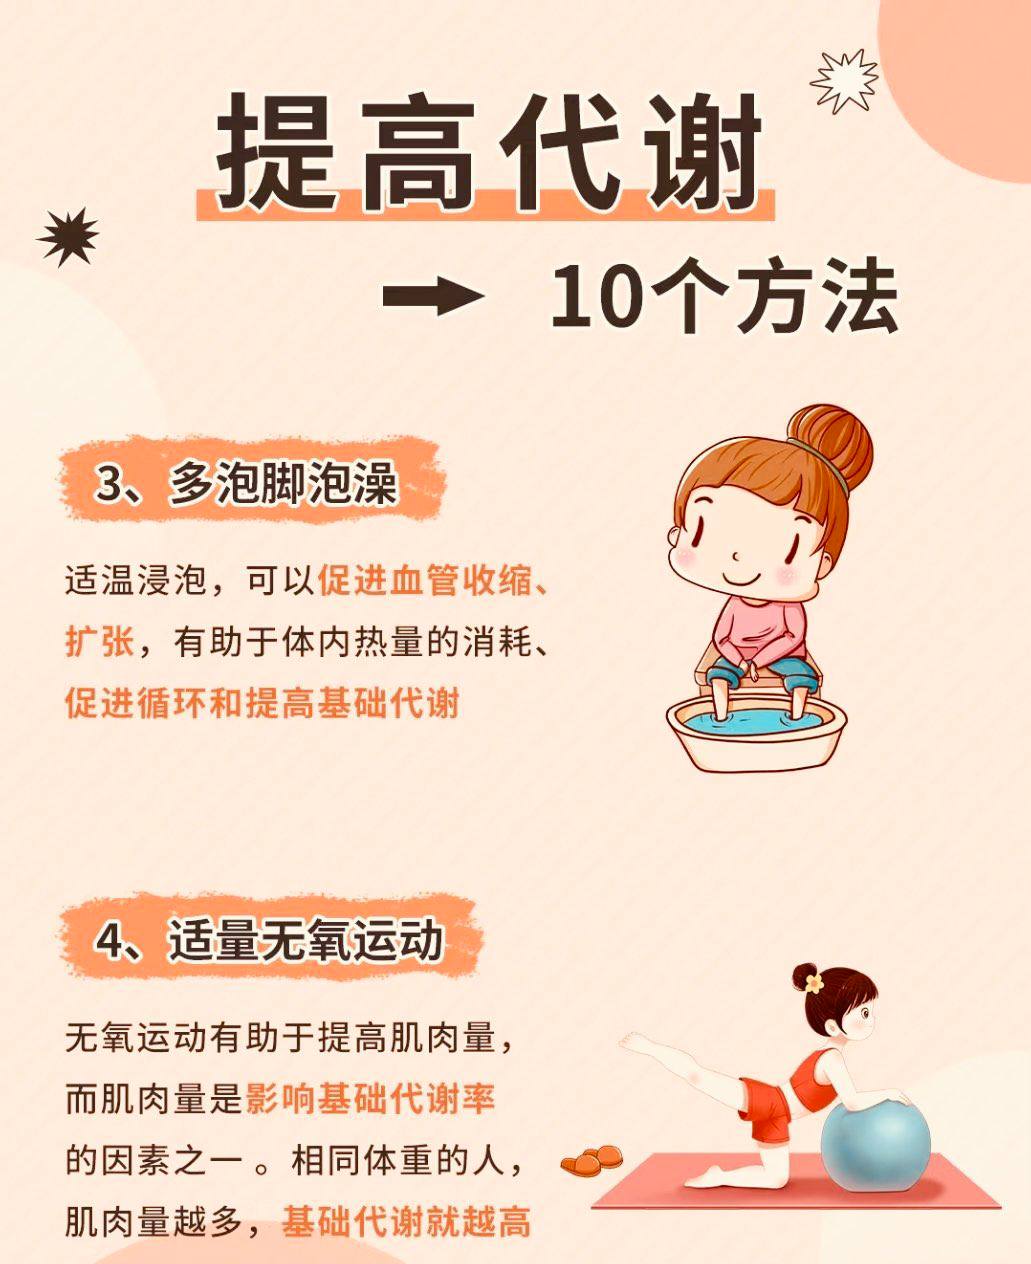 提高代谢
10个方法
3、多泡脚泡澡
适温浸泡，可以促进血管收缩、
扩张，有助于体内热量的消耗、
促进循环和提高基础代谢
4、适量无氧运动
无氧运动有助于提高肌肉量，
而肌肉量是影响基础代谢率
的因素之一 。相同体重的人，
肌肉量越多，基础代谢就越高